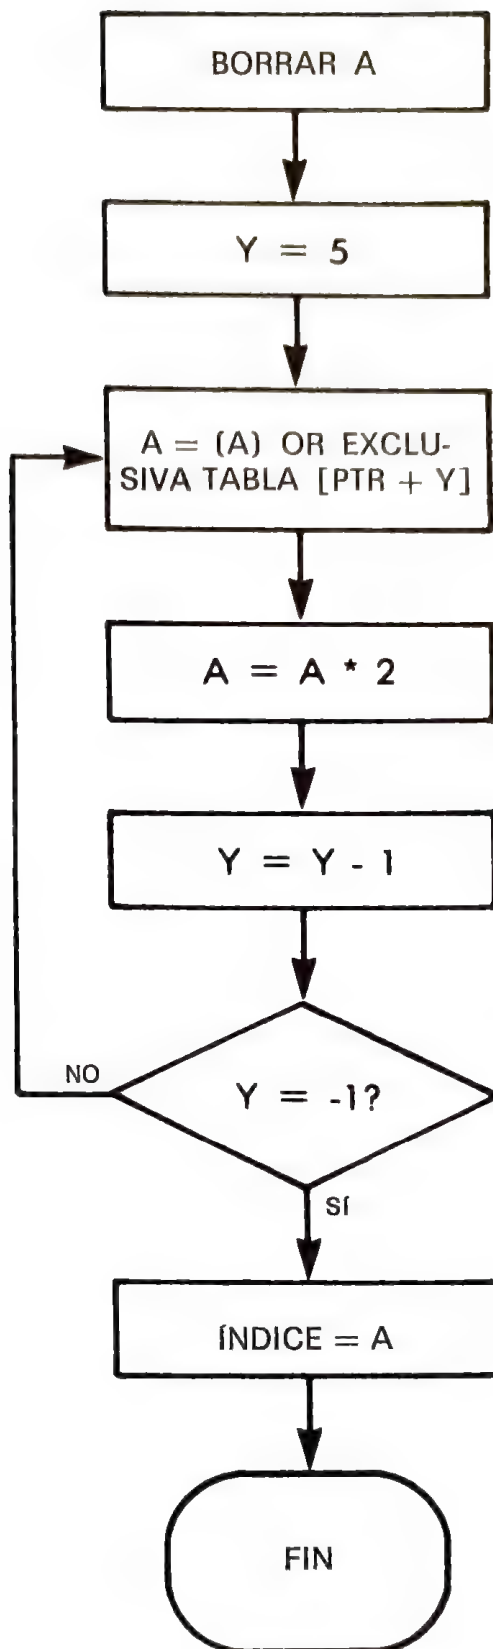 BORRAR A
Y = 5
A = (A) OR EXCLU-
SIVA TABLA [PTR + Y]
A = A * 2
Y = Y - 1
NO
Y = -1?
SÍ
ÍNDICE = A
FIN